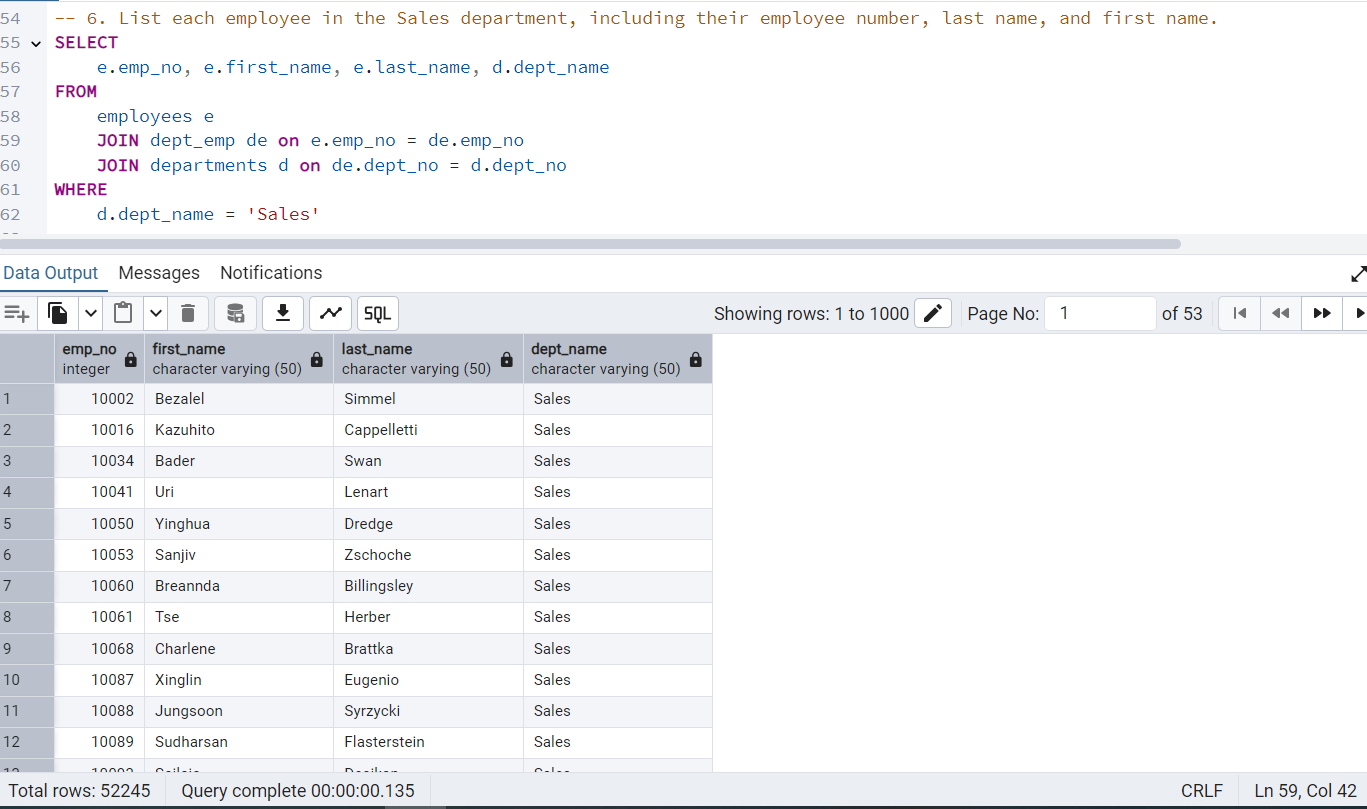 54 -- 6. List each employee in the Sales department, including their employee number, last name, and first name.
55 SELECT
56 e.emp_no, e.first_name, e.last_name, d.dept_name
57 FROM
58 employees e
59 JOIN dept_emp de on e.emp_no = de.emp_no
60 JOIN departments d on de.dept_no = d.dept_no
61 WHERE
62 d.dept_name = 'Sales'
Data Output Messages Notifications
SQL Showing rows: 1 to 1000 Page No: 1 of 53
emp_no first_name last_name dept_name
integer character varying (50) character varying (50) character varying (50)
1 10002 Bezalel Simmel Sales
2 10016 Kazuhito Cappelletti Sales
3 10034 Bader Swan Sales
4 10041 Uri Lenart Sales
5 10050 Yinghua Dredge Sales
6 10053 Sanjiv Zschoche Sales
7 10060 Breannda Billingsley Sales
8 10061 Tse Herber Sales
9 10068 Charlene Brattka Sales
10 10087 Xinglin Eugenio Sales
11 10088 Jungsoon Syrzycki Sales
12 10089 Sudharsan Flasterstein Sales
Total rows: 52245 Query complete 00:00:00.135 CRLF Ln 59, Col 42